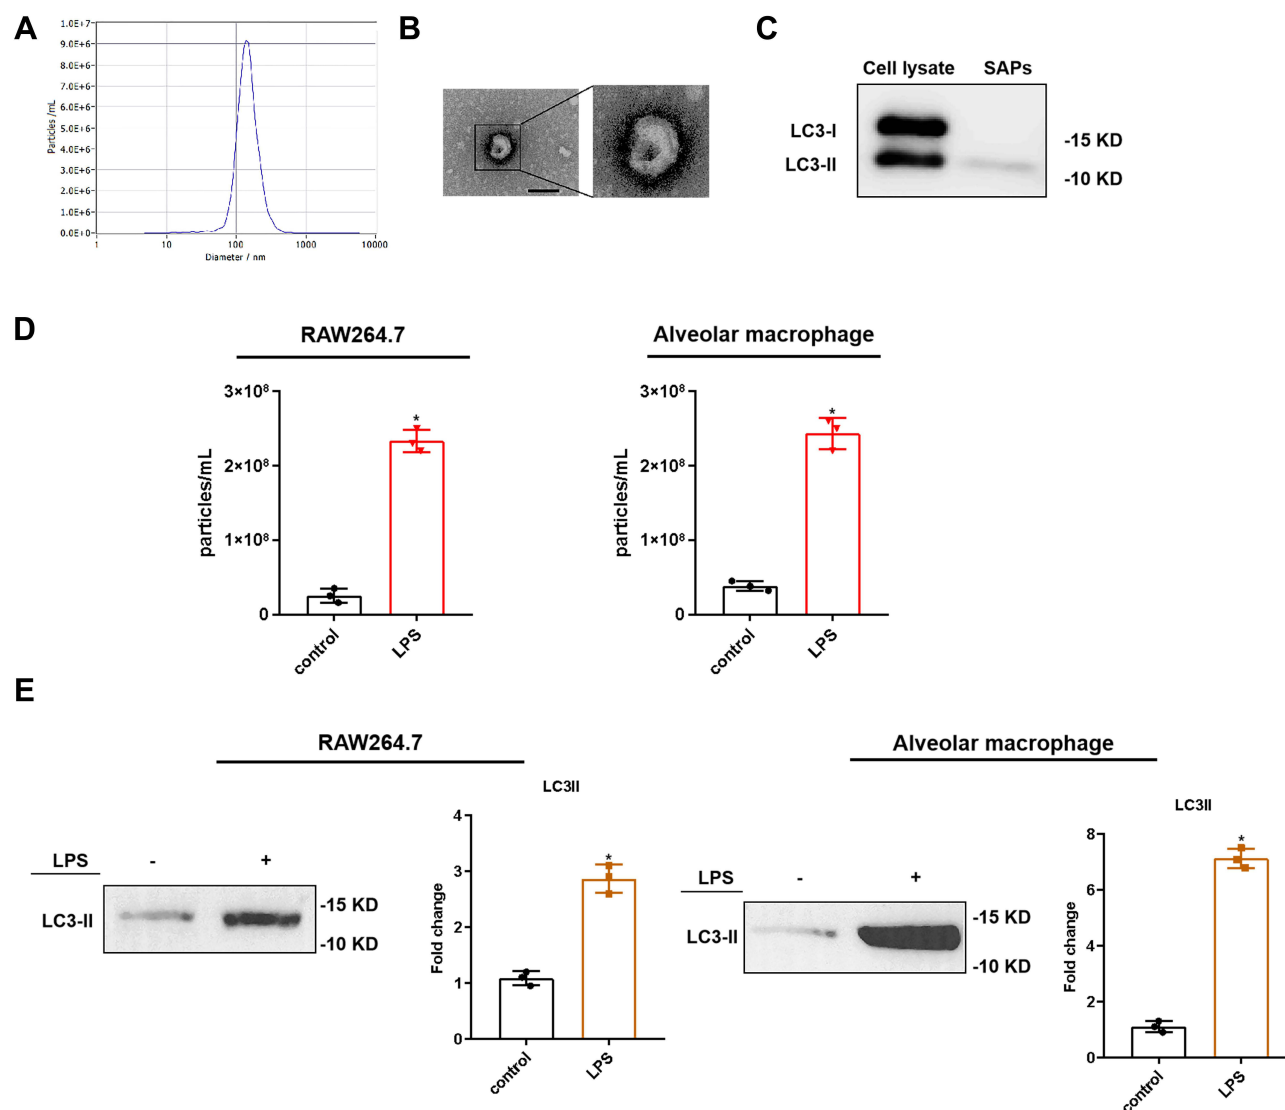 A
B
C
1.0E+7
9.0E+6
8.0E+6
7.0E+6
6.0E+6
5.0E+6
4.0E+6
3.0E+6
2.0E+6
1.0E+6
0.0E+0
Particles /mL
1
10
100
1000
10000
Diameter / nm
Cell lysate
SAPs
LC3-I
LC3-II
-15 KD
-10 KD
D
RAW264.7
3×10⁸
2×10⁸
1×10⁸
0
particles/mL
*
control
LPS
Alveolar macrophage
3×10⁸
2×10⁸
1×10⁸
0
particles/mL
*
control
LPS
E
RAW264.7
LPS
-
+
LC3-II
-15 KD
-10 KD
LC3II
4
3
2
1
0
Fold change
*
control
LPS
Alveolar macrophage
LPS
-
+
LC3-II
-15 KD
-10 KD
LC3II
8
6
4
2
0
Fold change
*
control
LPS